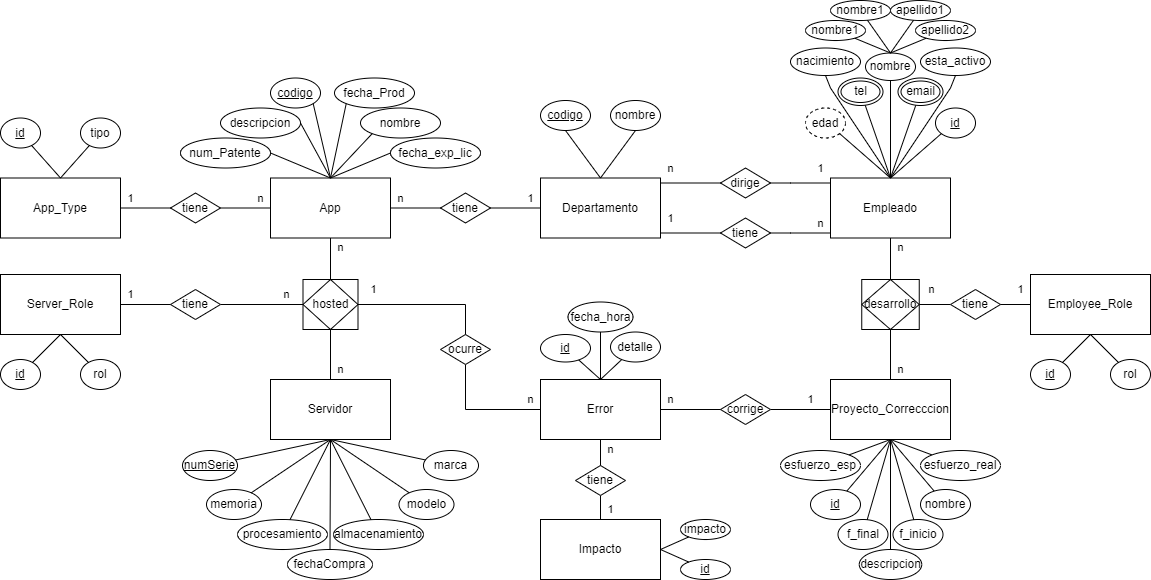 nombre1
apellido1
nombre1
apellido2
nacimiento
nombre
esta_activo
codigo
fecha_Prod
tel
email
id
tipo
descripcion
nombre
codigo
nombre
edad
id
num_Patente
fecha_exp_lic
App_Type
1
tiene
n
App
n
tiene
1
Departamento
n
dirige
1
1
tiene
n
Empleado
n
n
Server_Role
1
tiene
n
hosted
1
desarrollo
n
tiene
1
Employee_Role
fecha_hora
id
detalle
ocurre
id
rol
n
n
id
rol
Servidor
n
Error
n
corrige
1
Proyecto_Correcccion
n
numSerie
marca
tiene
esfuerzo_esp
esfuerzo_real
memoria
modelo
1
id
nombre
procesamiento
almacenamiento
impacto
f_final
f_inicio
Impacto
fechaCompra
id
descripcion